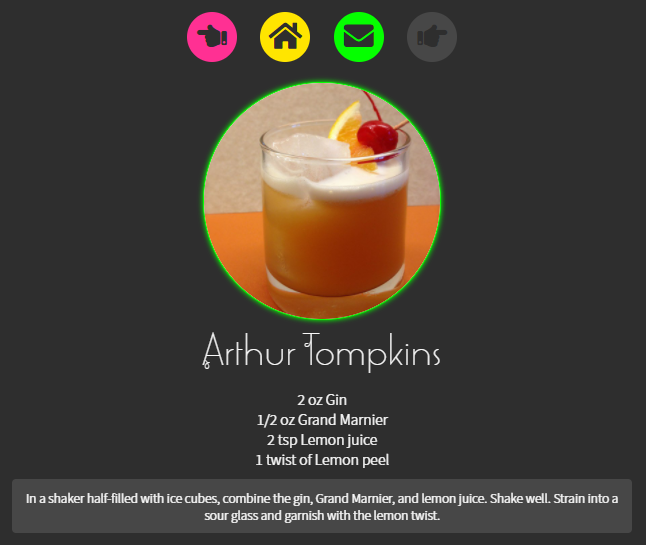 Arthur Tompkins
2 oz Gin
1/2 oz Grand Marnier
2 tsp Lemon juice
1 twist of Lemon peel
In a shaker half-filled with ice cubes, combine the gin, Grand Marnier, and lemon juice. Shake well. Strain into a
sour glass and garnish with the lemon twist.